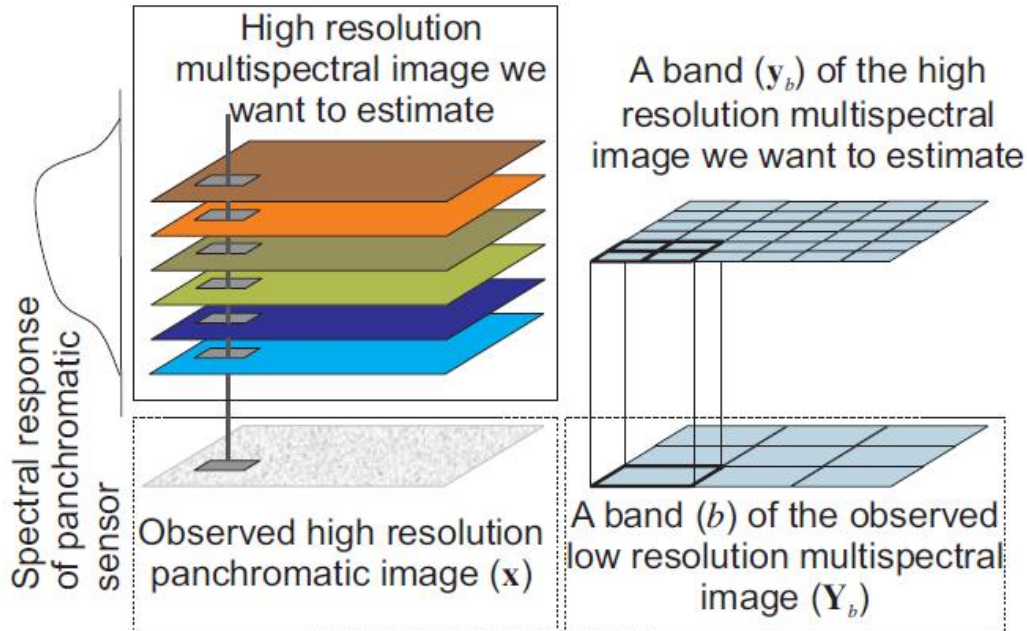 High resolution
multispectral image we
want to estimate
A band (y_b) of the high
resolution multispectral
image we want to estimate
Spectral response
of panchromatic
sensor
Observed high resolution
panchromatic image (x)
A band (b) of the observed
low resolution multispectral
image (Y_b)